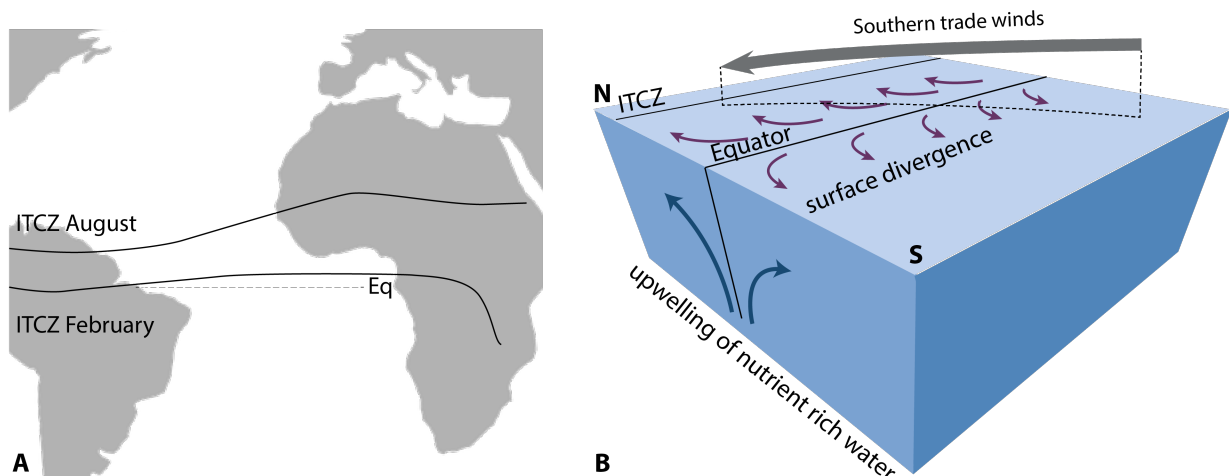 ITCZ August
Eq
ITCZ February
A
Southern trade winds
N
ITCZ
Equator
surface divergence
S
upwelling of nutrient rich water
B